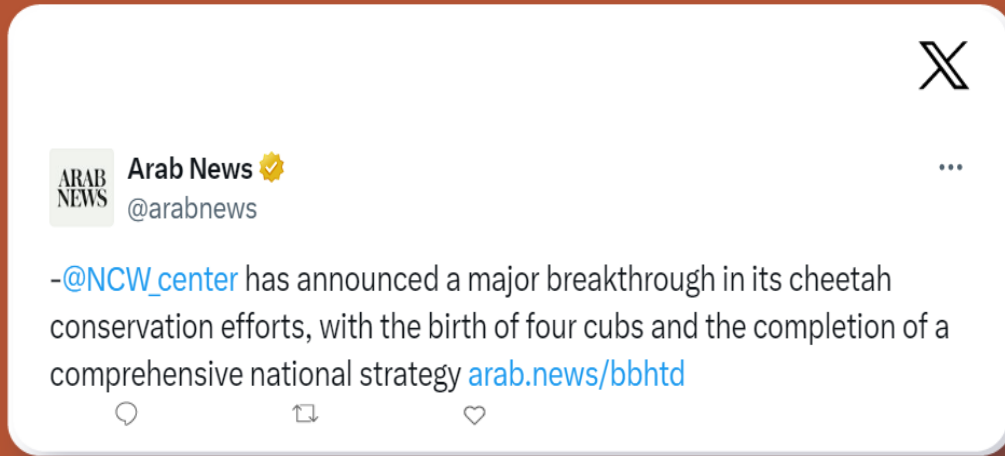 X
ARAB
NEWS
Arab News
@arabnews
-@NCW_center has announced a major breakthrough in its cheetah
conservation efforts, with the birth of four cubs and the completion of a
comprehensive national strategy arab.news/bbhtd